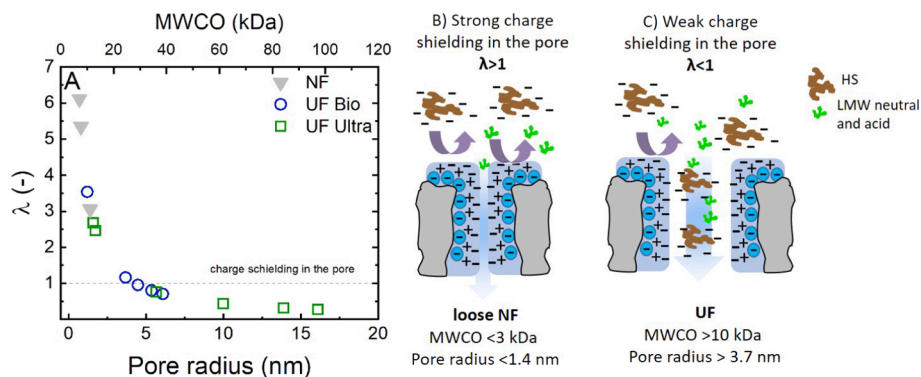 MWCO (kDa)
0 20 40 60 80 100 120
7
6
5
4
3
2
1
0
λ (-)
A
NF
UF Bio
UF Ultra
charge schielding in the pore
0 5 10 15 20
Pore radius (nm)
B) Strong charge
shielding in the pore
λ>1
loose NF
MWCO <3 kDa
Pore radius <1.4 nm
C) Weak charge
shielding in the pore
λ<1
UF
MWCO >10 kDa
Pore radius > 3.7 nm
HS
LMW neutral
and acid